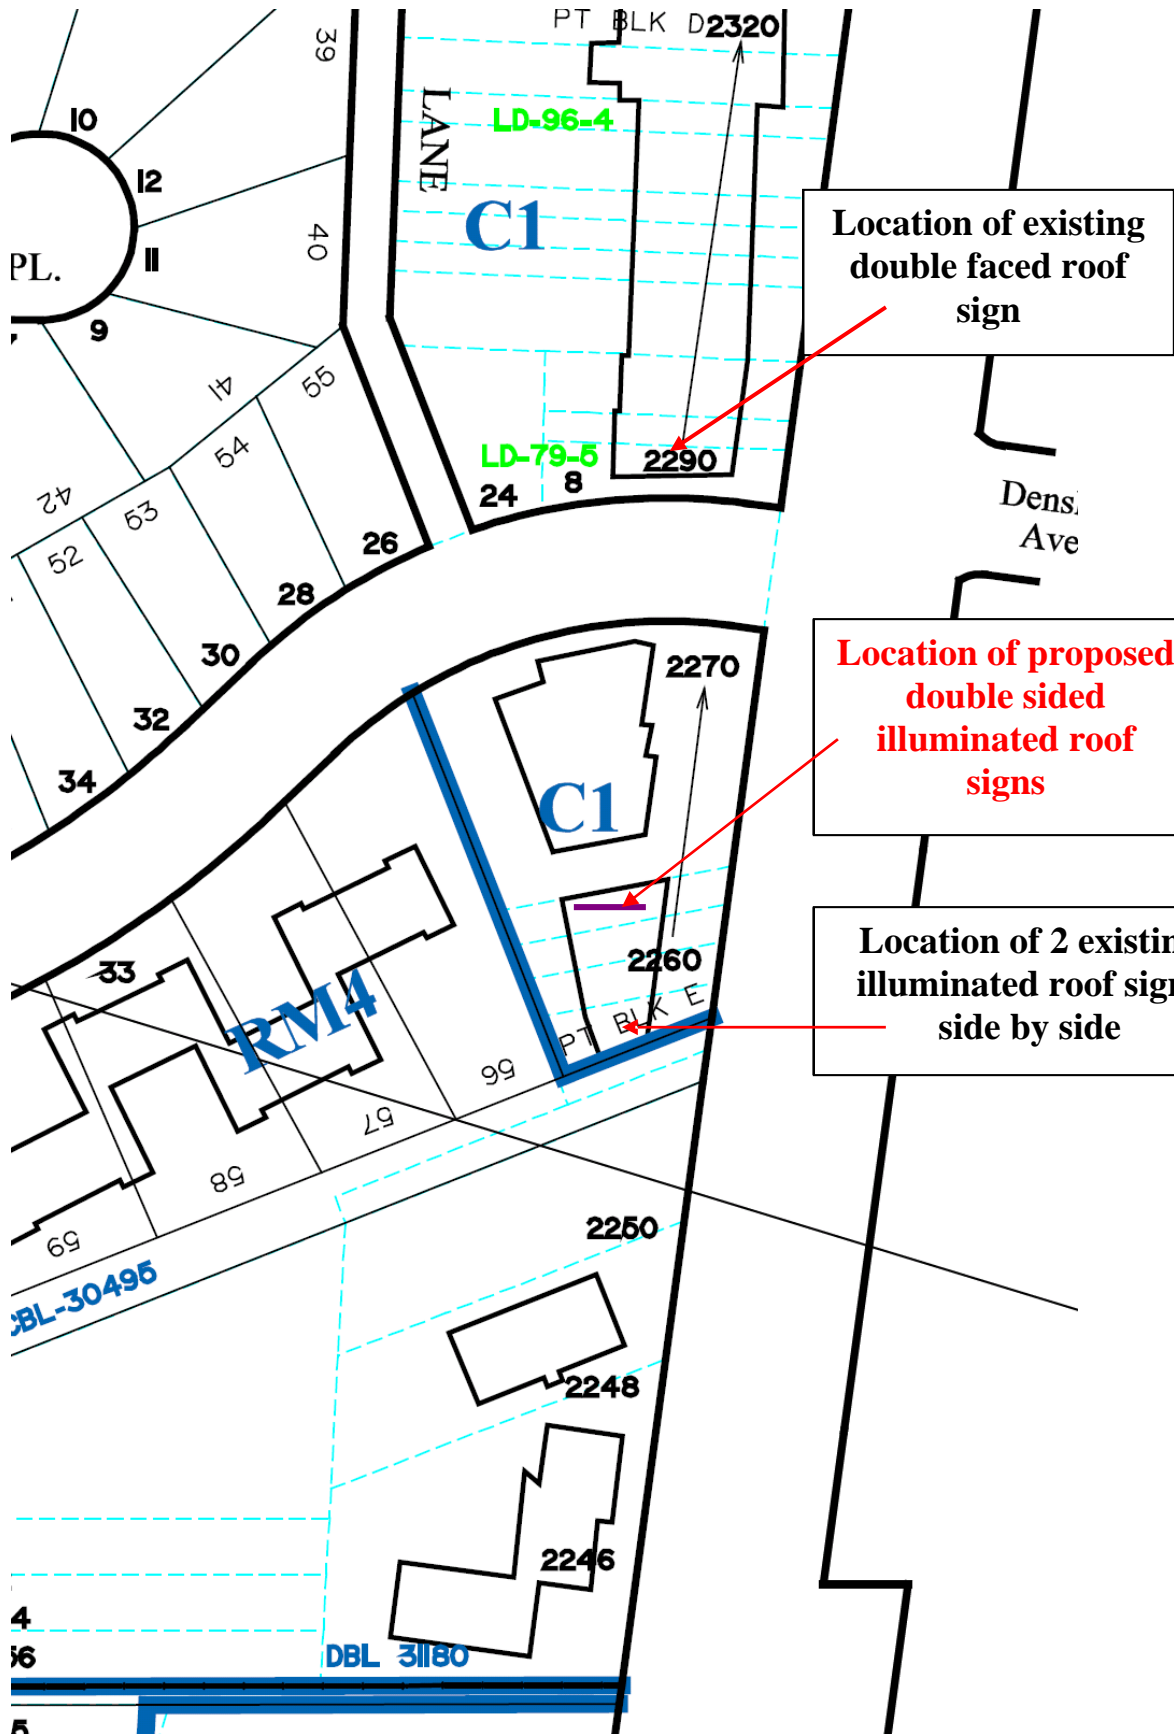 PT BLK D
2320
39
10
LANE
LD-96-4
12
C1
Location of existing
double faced roof
sign
40
11
PL.
9
41
55
54
LD-79-5
2290
8
24
42
53
52
26
Dens
Ave
28
30
32
34
2270
Location of proposed
double sided
illuminated roof
signs
C1
33
RM4
2260
PT BLK E
Location of 2 existin
illuminated roof sign
side by side
56
57
58
59
CBL-30495
2250
2248
2246
4
56
DBL 31180
5